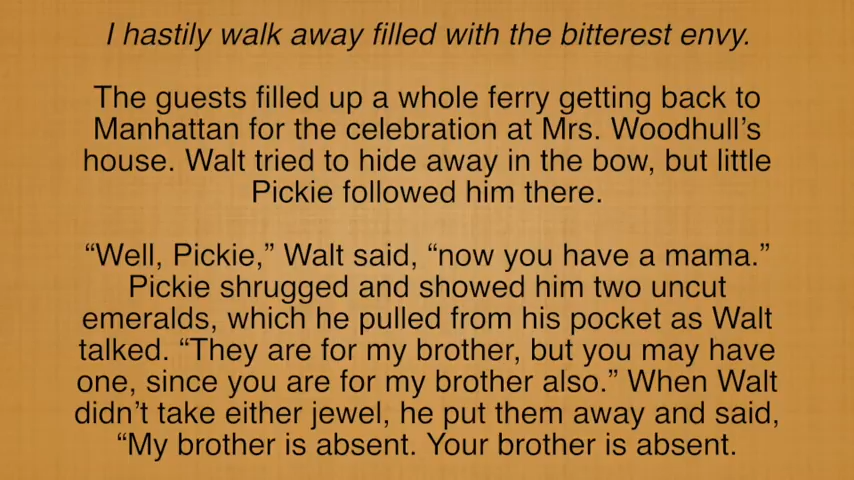 I hastily walk away filled with the bitterest envy.
The guests filled up a whole ferry getting back to
Manhattan for the celebration at Mrs. Woodhull’s
house. Walt tried to hide away in the bow, but little
Pickie followed him there.
“Well, Pickie,” Walt said, “now you have a mama.”
Pickie shrugged and showed him two uncut
emeralds, which he pulled from his pocket as Walt
talked. “They are for my brother, but you may have
one, since you are for my brother also.” When Walt
didn’t take either jewel, he put them away and said,
“My brother is absent. Your brother is absent.